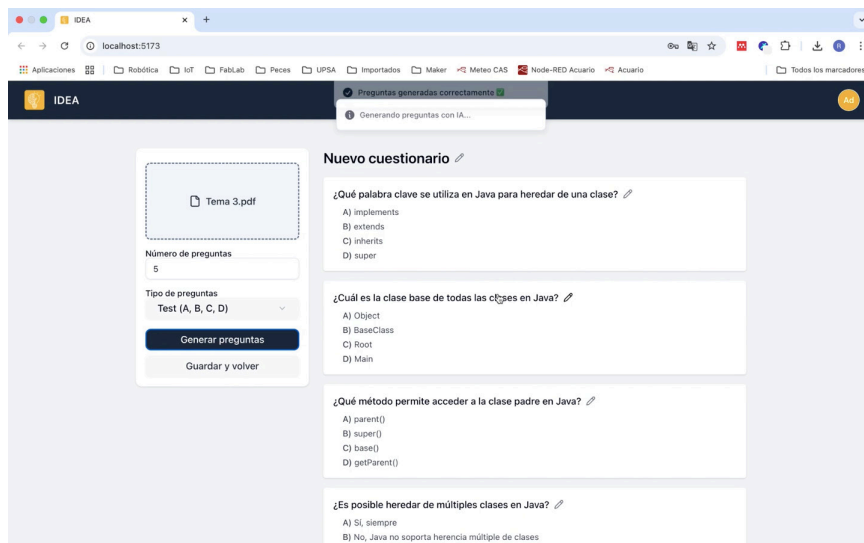 IDEA
localhost:5173
Aplicaciones
Robótica
IoT
FabLab
Peces
UPSA
Importados
Maker
Meteo CAS
Node-RED Acuario
Acuario
Todos los marcadores
IDEA
Preguntas generadas correctamente ✅
Generando preguntas con IA...
Ad
Tema 3.pdf
Número de preguntas
5
Tipo de preguntas
Test (A, B, C, D)
Generar preguntas
Guardar y volver
Nuevo cuestionario
¿Qué palabra clave se utiliza en Java para heredar de una clase?
A) implements
B) extends
C) inherits
D) super
¿Cuál es la clase base de todas las clases en Java?
A) Object
B) BaseClass
C) Root
D) Main
¿Qué método permite acceder a la clase padre en Java?
A) parent()
B) super()
C) base()
D) getParent()
¿Es posible heredar de múltiples clases en Java?
A) Sí, siempre
B) No, Java no soporta herencia múltiple de clases